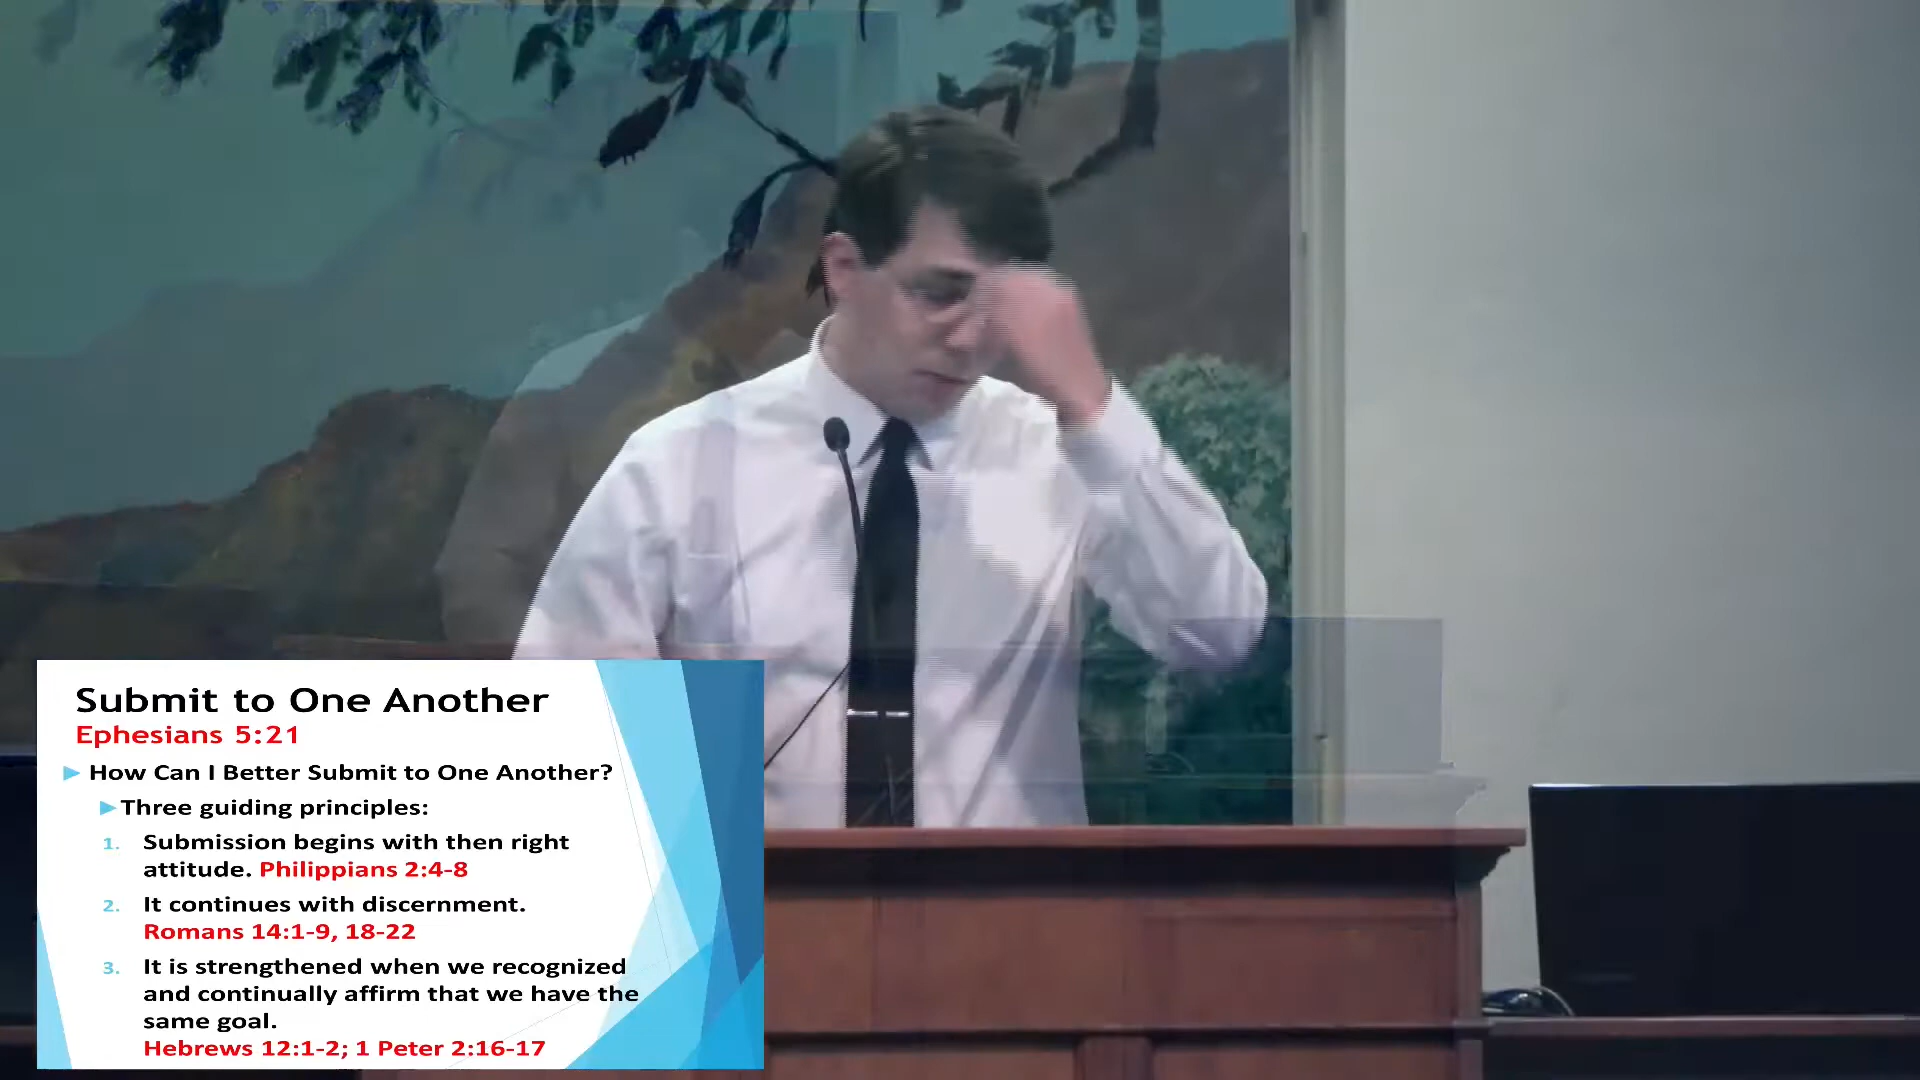 Submit to One Another
Ephesians 5:21
How Can I Better Submit to One Another?
Three guiding principles:
1. Submission begins with then right
attitude. Philippians 2:4-8
2. It continues with discernment.
Romans 14:1-9, 18-22
3. It is strengthened when we recognized
and continually affirm that we have the
same goal.
Hebrews 12:1-2; 1 Peter 2:16-17